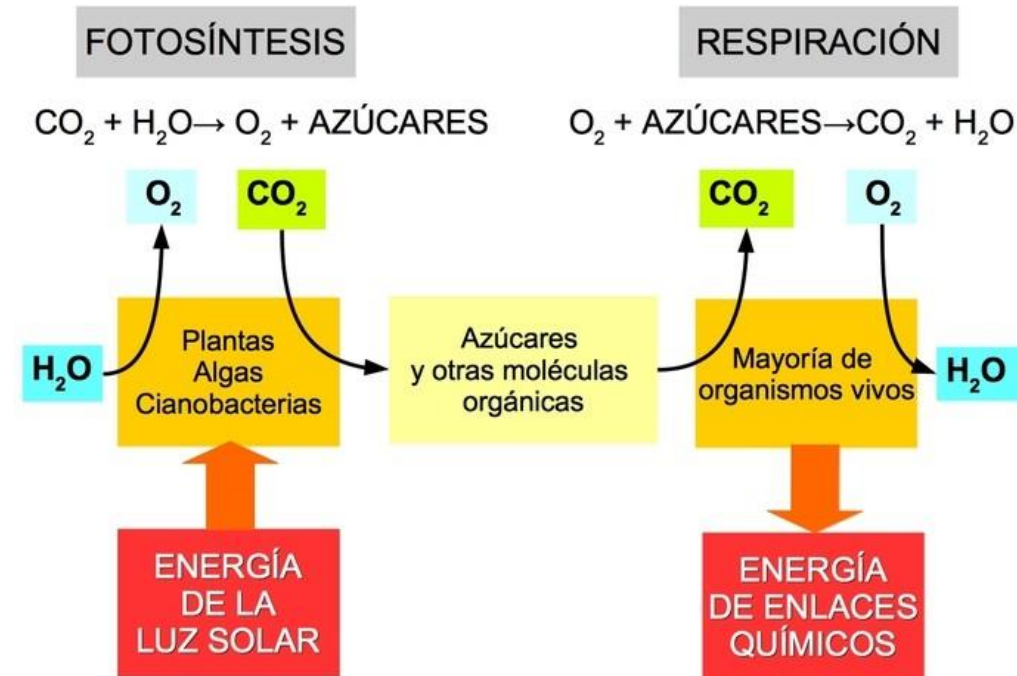 FOTOSÍNTESIS
CO₂ + H₂O→ O₂ + AZÚCARES
O₂
CO₂
H₂O
Plantas
Algas
Cianobacterias
ENERGÍA
DE LA
LUZ SOLAR
Azúcares
y otras moléculas
orgánicas
RESPIRACIÓN
O₂ + AZÚCARES→CO₂ + H₂O
CO₂
O₂
Mayoría de
organismos vivos
H₂O
ENERGÍA
DE ENLACES
QUÍMICOS